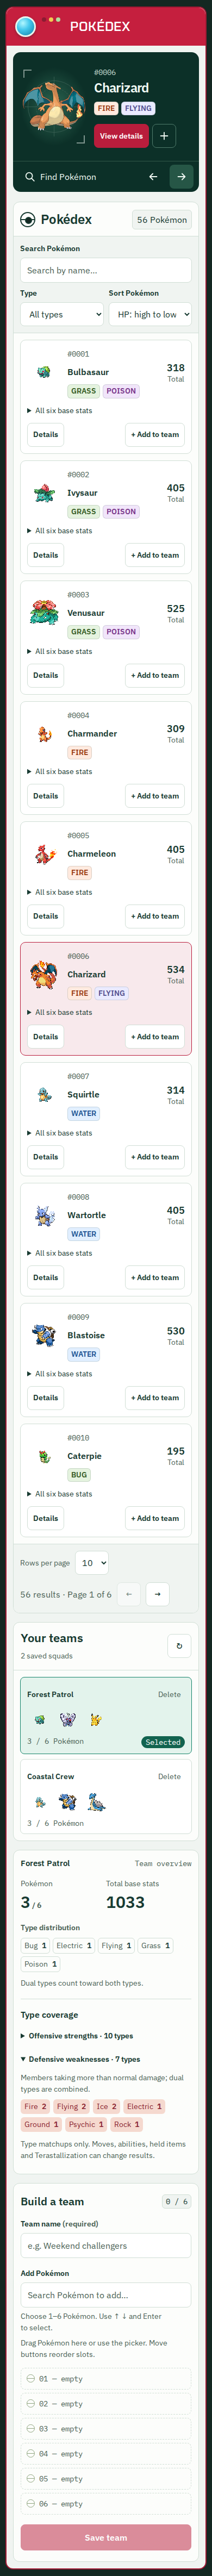 POKÉDEX
#0006
Charizard
FIRE FLYING
View details +
Find Pokémon ← →
Pokédex 56 Pokémon
Search Pokémon
Search by name...
Type Sort Pokémon
All types HP: high to low
#0001
Bulbasaur 318
Total
GRASS POISON
▶ All six base stats
Details + Add to team
#0002
Ivysaur 405
Total
GRASS POISON
▶ All six base stats
Details + Add to team
#0003
Venusaur 525
Total
GRASS POISON
▶ All six base stats
Details + Add to team
#0004
Charmander 309
Total
FIRE
▶ All six base stats
Details + Add to team
#0005
Charmeleon 405
Total
FIRE
▶ All six base stats
Details + Add to team
#0006
Charizard 534
Total
FIRE FLYING
▶ All six base stats
Details + Add to team
#0007
Squirtle 314
Total
WATER
▶ All six base stats
Details + Add to team
#0008
Wartortle 405
Total
WATER
▶ All six base stats
Details + Add to team
#0009
Blastoise 530
Total
WATER
▶ All six base stats
Details + Add to team
#0010
Caterpie 195
Total
BUG
▶ All six base stats
Details + Add to team
Rows per page 10
56 results · Page 1 of 6 ← →
Your teams ↻
2 saved squads
Forest Patrol Delete
3 / 6 Pokémon Selected
Coastal Crew Delete
3 / 6 Pokémon
Forest Patrol Team overview
Pokémon Total base stats
3 / 6 1033
Type distribution
Bug 1 Electric 1 Flying 1 Grass 1
Poison 1
Dual types count toward both types.
Type coverage
▶ Offensive strengths · 10 types
▼ Defensive weaknesses · 7 types
Members taking more than normal damage; dual
types are combined.
Fire 2 Flying 2 Ice 2 Electric 1
Ground 1 Psychic 1 Rock 1
Type matchups only. Moves, abilities, held items
and Terastallization can change results.
Build a team 0 / 6
Team name (required)
e.g. Weekend challengers
Add Pokémon
Search Pokémon to add...
Choose 1–6 Pokémon. Use ↑ ↓ and Enter
to select.
Drag Pokémon here or use the picker. Move
buttons reorder slots.
01 — empty
02 — empty
03 — empty
04 — empty
05 — empty
06 — empty
Save team